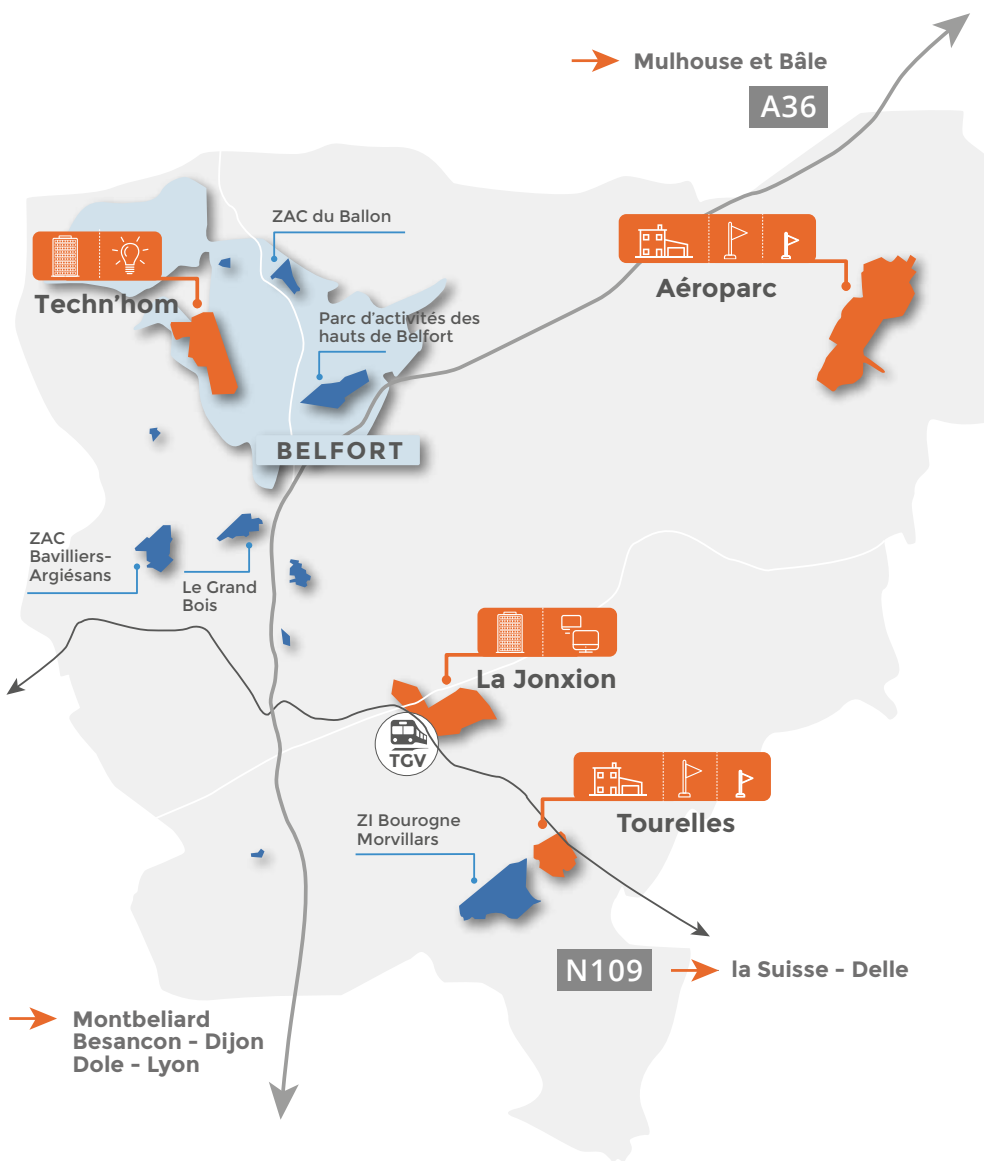 Mulhouse et Bâle
A36
ZAC du Ballon
Techn'hom
Aéroparc
Parc d'activités des
hauts de Belfort
BELFORT
ZAC
Bavilliers-
Argiésans
Le Grand
Bois
La Jonxion
TGV
Tourelles
ZI Bourogne
Morvillars
N109
la Suisse - Delle
Montbeliard
Besancon - Dijon
Dole - Lyon